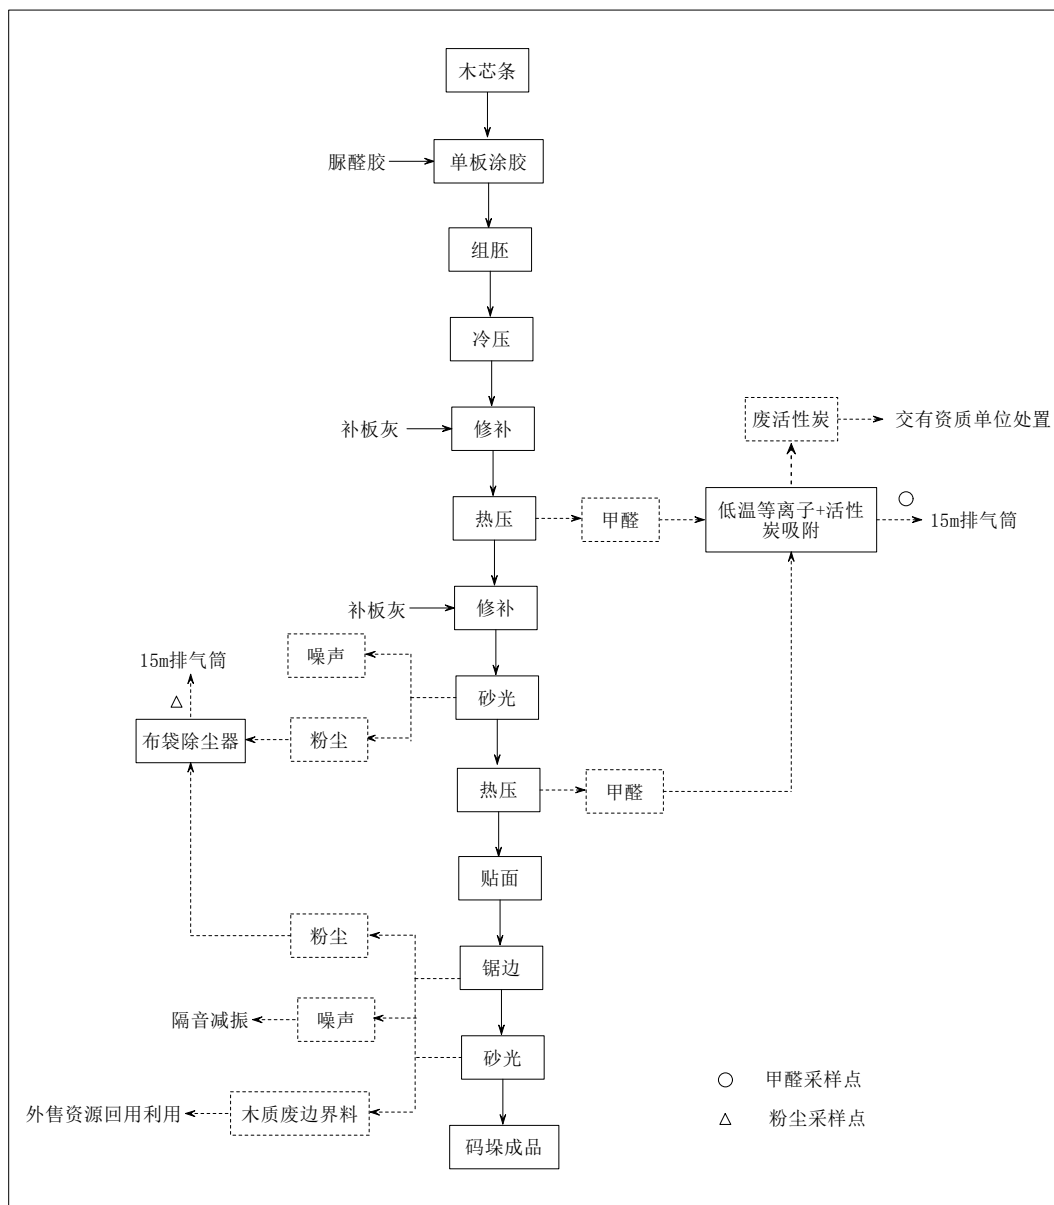 木芯条
脲醛胶
单板涂胶
组胚
冷压
废活性炭
交有资质单位处置
补板灰
修补
热压
甲醛
低温等离子+活性
炭吸附
15m排气筒
补板灰
修补
噪声
15m排气筒
砂光
布袋除尘器
粉尘
热压
甲醛
贴面
粉尘
锯边
隔音减振
噪声
砂光
甲醛采样点
外售资源回用利用
木质废边界料
粉尘采样点
码垛成品